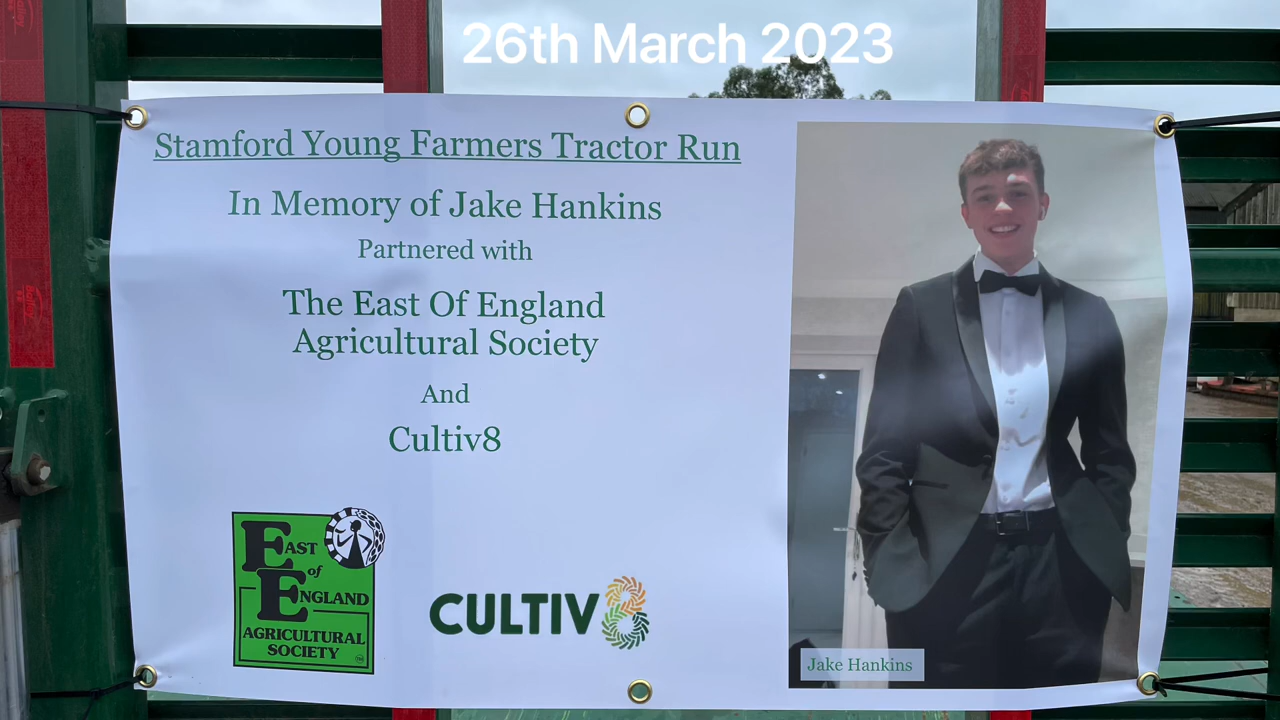 26th March 2023
Stamford Young Farmers Tractor Run
In Memory of Jake Hankins
Partnered with
The East Of England
Agricultural Society
And
Cultiv8
EAST
of
ENGLAND
AGRICULTURAL
SOCIETY
CULTIV8
Jake Hankins